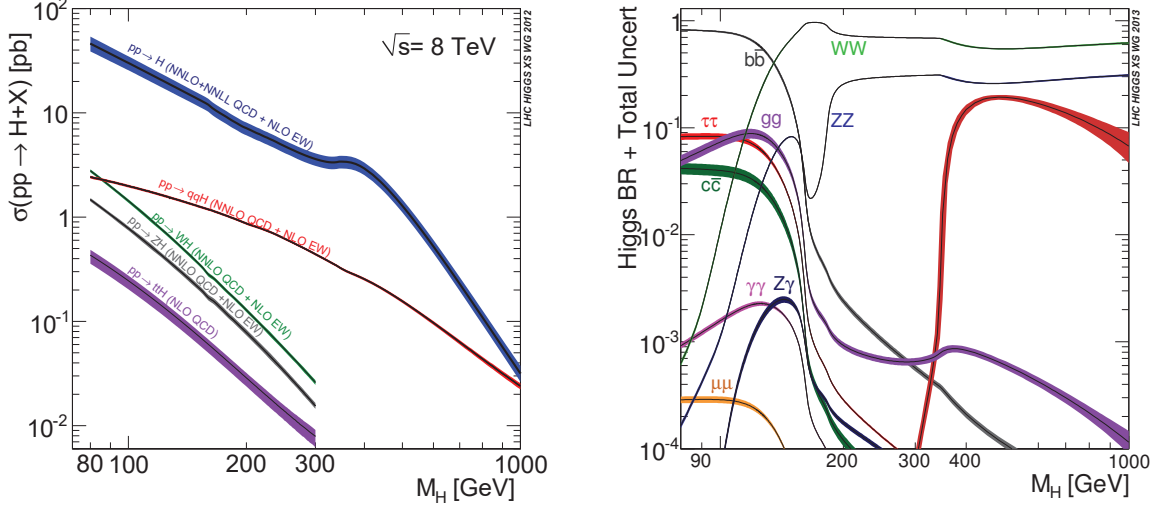 σ(pp → H+X) [pb]
10²
10
1
10⁻¹
10⁻²
√s= 8 TeV
LHC HIGGS XS WG 2012
pp → H (NNLO+NNLL QCD + NLO EW)
pp → qqH (NNLO QCD + NLO EW)
pp → WH (NNLO QCD + NLO EW)
pp → ZH (NNLO QCD +NLO EW)
pp → ttH (NLO QCD)
80 100 200 300 400 1000
M_H [GeV]
Higgs BR + Total Uncert
1
10⁻¹
10⁻²
10⁻³
10⁻⁴
LHC HIGGS XS WG 2013
WW
bb̄
ττ
gg
ZZ
cc̄
γγ
Zγ
μμ
90 200 300 400 1000
M_H [GeV]